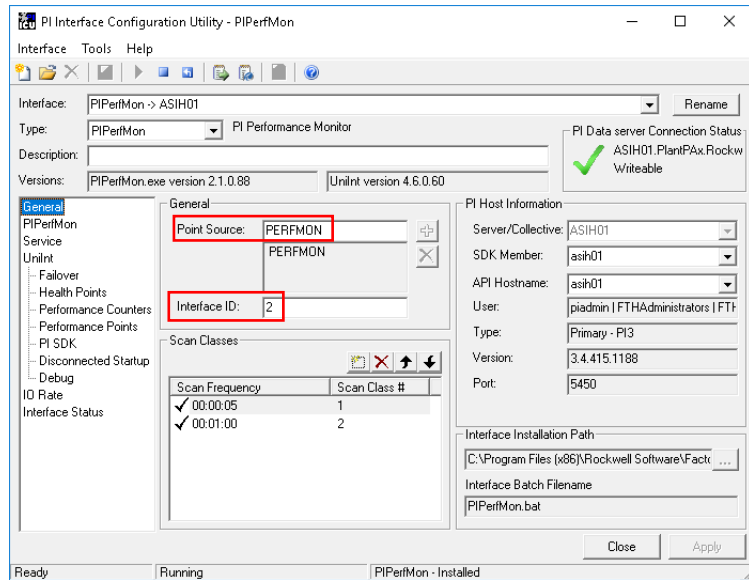 PI Interface Configuration Utility - PIPerfMon
Interface Tools Help
Interface: PIPerfMon -> ASIH01 Rename
Type: PIPerfMon PI Performance Monitor
Description:
Versions: PIPerfMon.exe version 2.1.0.88 UniInt version 4.6.0.60
PI Data server Connection Status
ASIH01.PlantPAx.Rockw
Writeable
General
PIPerfMon
Service
UniInt
Failover
Health Points
Performance Counters
Performance Points
PI SDK
Disconnected Startup
Debug
IO Rate
Interface Status
General
Point Source: PERFMON
PERFMON
Interface ID: 2
Scan Classes
Scan Frequency Scan Class #
00:00:05 1
00:01:00 2
PI Host Information
Server/Collective: ASIH01
SDK Member: asih01
API Hostname: asih01
User: piadmin | FTHAdministrators | FTH
Type: Primary - PI3
Version: 3.4.415.1188
Port: 5450
Interface Installation Path
C:\Program Files (x86)\Rockwell Software\Facto ...
Interface Batch Filename
PIPerfMon.bat
Close Apply
Ready Running PIPerfMon - Installed